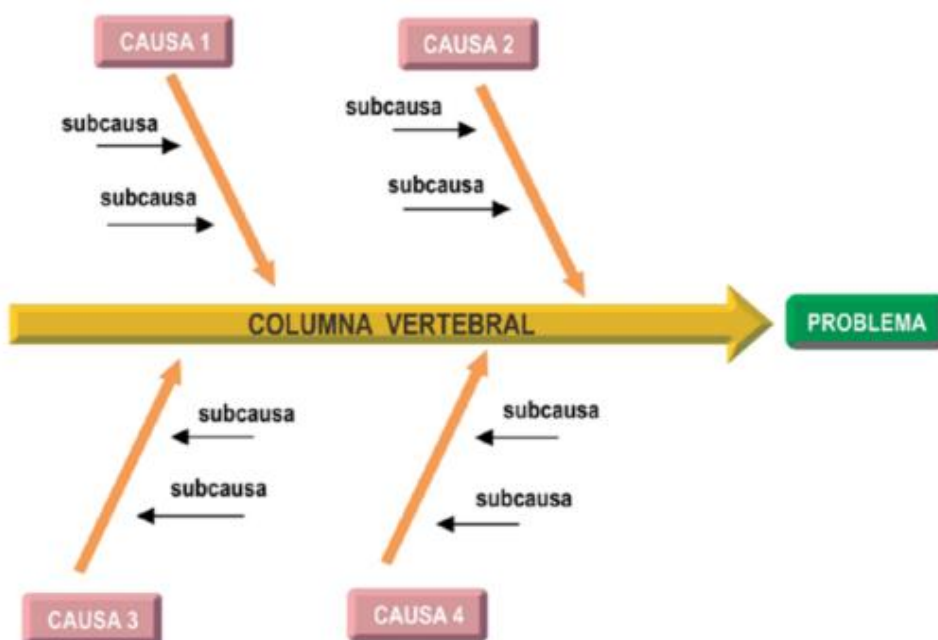 CAUSA 1
CAUSA 2
subcausa
subcausa
subcausa
subcausa
COLUMNA VERTEBRAL
PROBLEMA
subcausa
subcausa
subcausa
subcausa
CAUSA 3
CAUSA 4